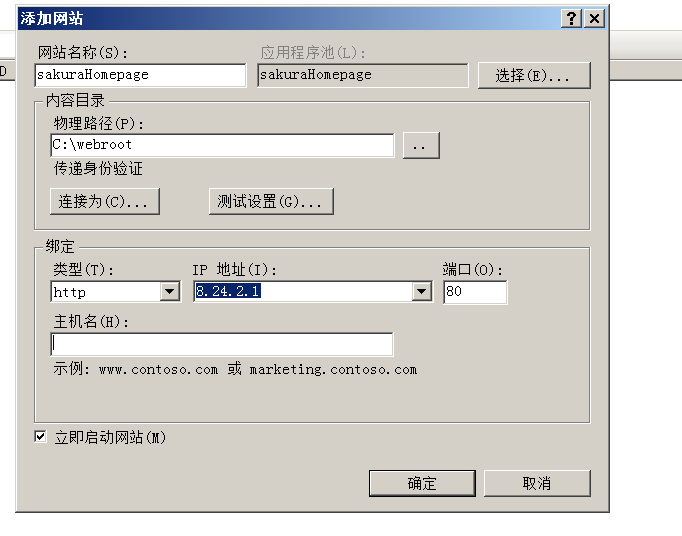 添加网站
网站名称(S):
应用程序池(L):
sakuraHomepage
sakuraHomepage
选择(E)...
D
内容目录
物理路径(P):
C:\webroot
..
传递身份验证
连接为(C)...
测试设置(G)...
绑定
类型(T):
IP 地址(I):
端口(O):
http
8.24.2.1
80
主机名(H):
示例: www.contoso.com 或 marketing.contoso.com
立即启动网站(M)
确定
取消